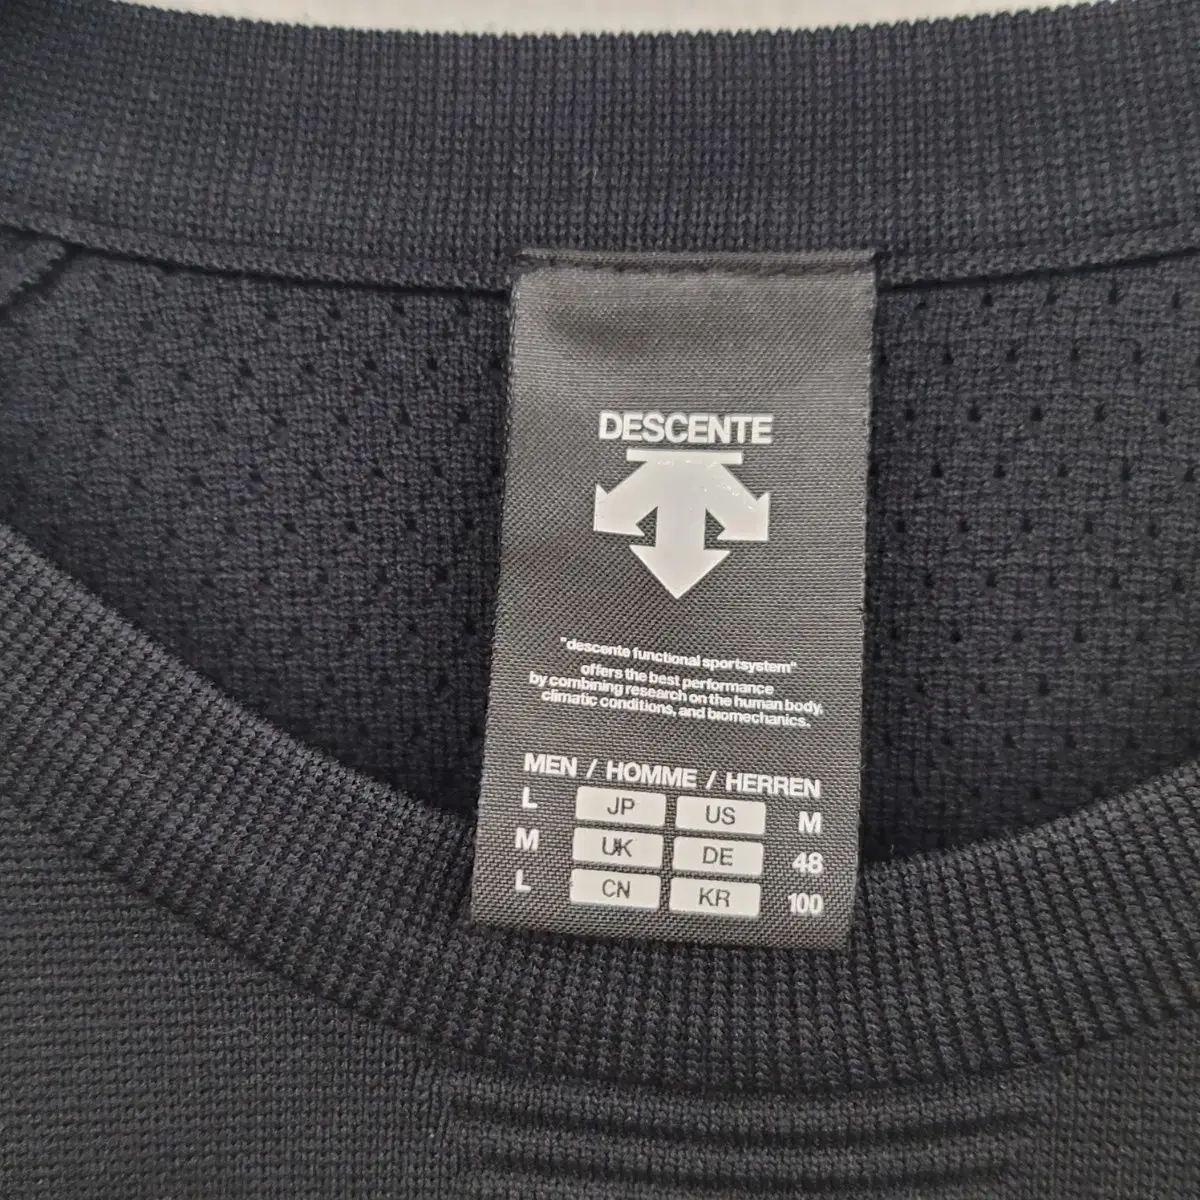 DESCENTE
"descente functional sportsystem"
offers the best performance
by combining research on the human body,
climatic conditions, and biomechanics.
MEN / HOMME / HERREN
L JP US M
M UK DE 48
L CN KR 100